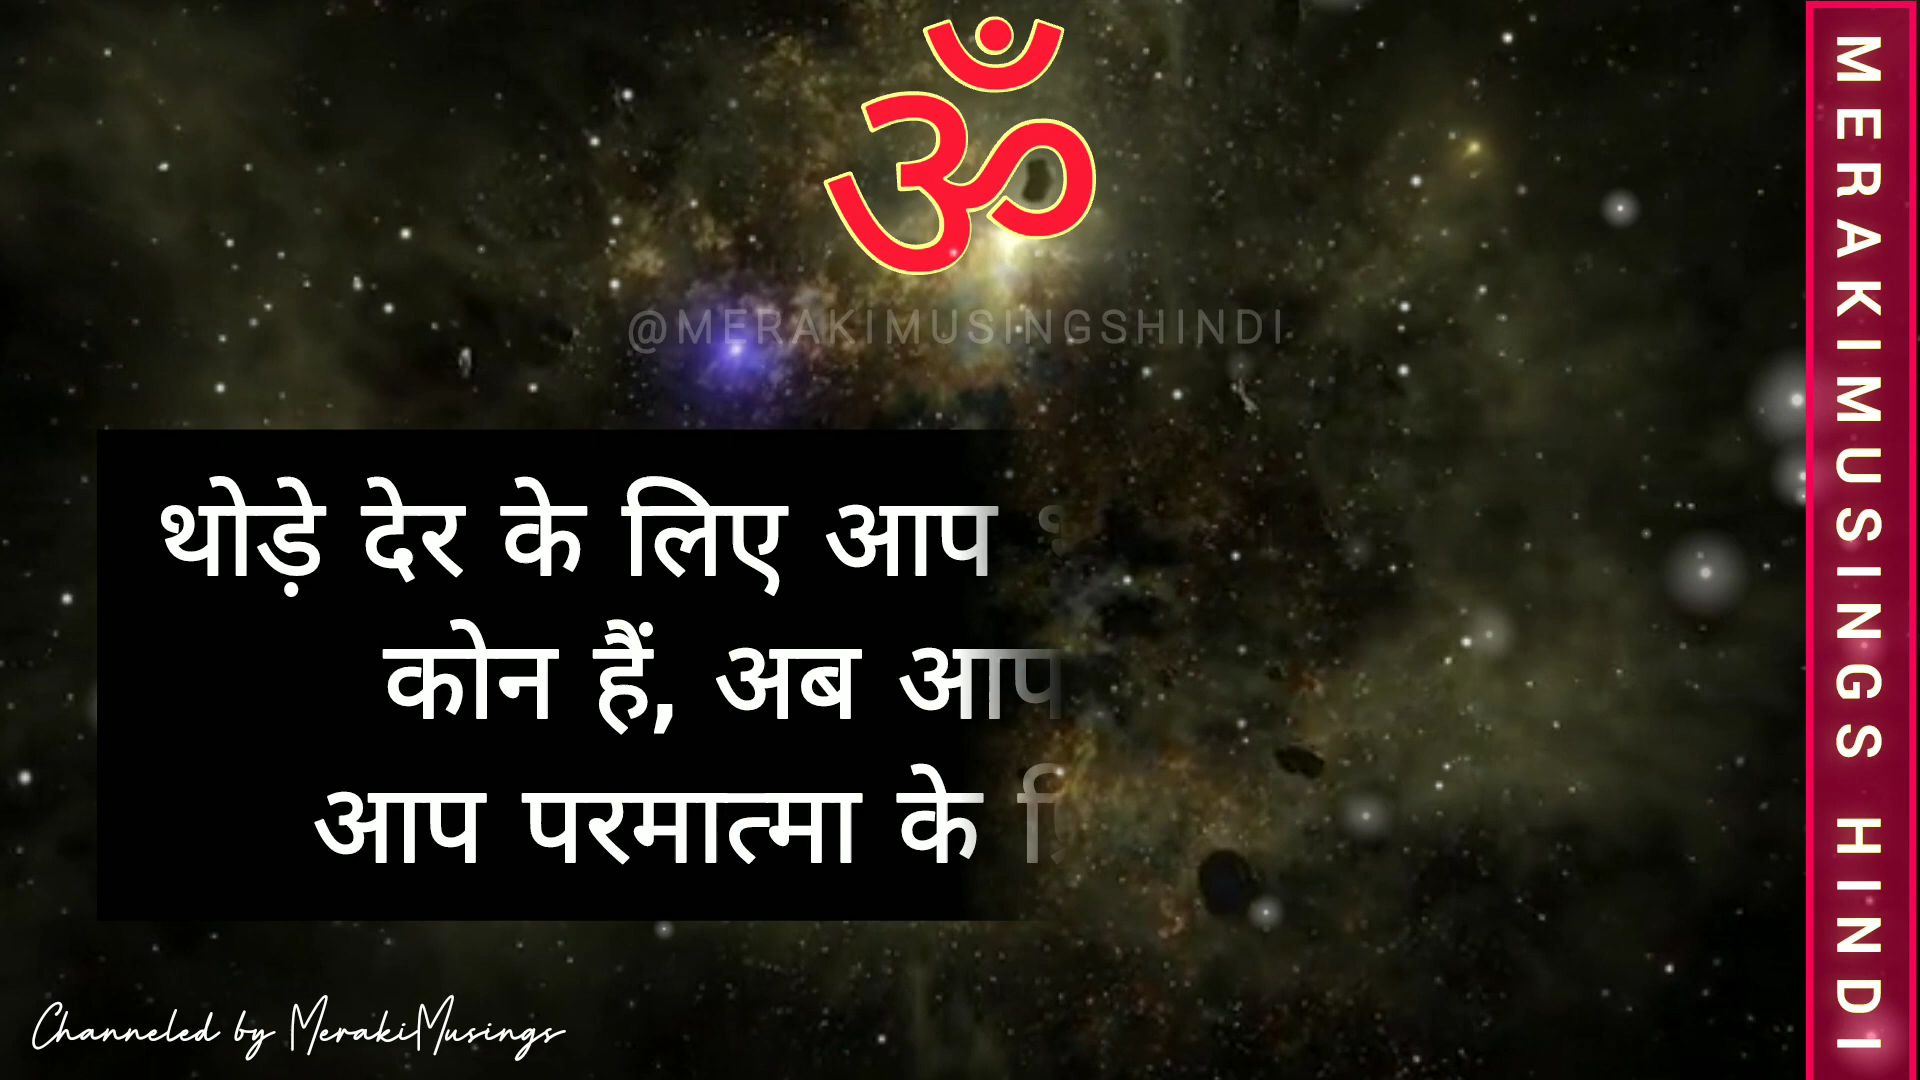 ॐ
@MERAKIMUSINGSHINDI
थोड़े देर के लिए आप
कोन हैं, अब आप
आप परमात्मा के
Channeled by MerakiMusings
MERAKIMUSINGS HINDI